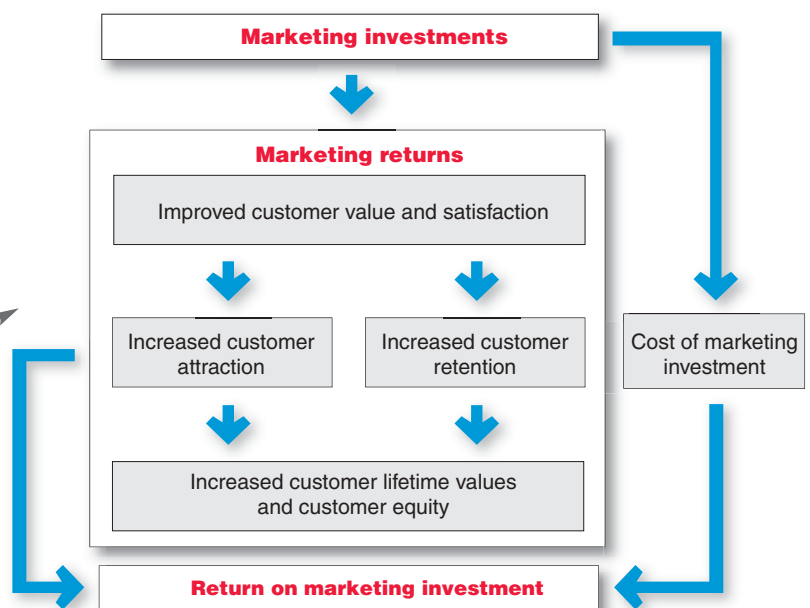 Marketing investments
Marketing returns
Improved customer value and satisfaction
Increased customer
attraction
Increased customer
retention
Cost of marketing
investment
Increased customer lifetime values
and customer equity
Return on marketing investment